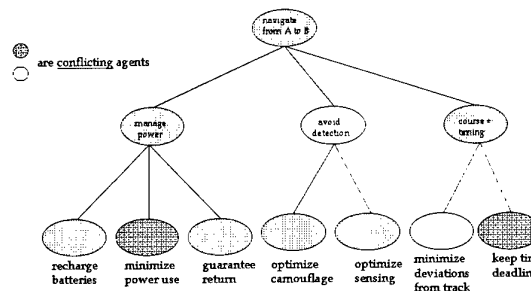 navigate
from A to B
are conflicting agents
manage
power
avoid
detection
course +
timing
recharge
batteries
minimize
power use
guarantee
return
optimize
camouflage
optimize
sensing
minimize
deviations
from track
keep tim
deadlin